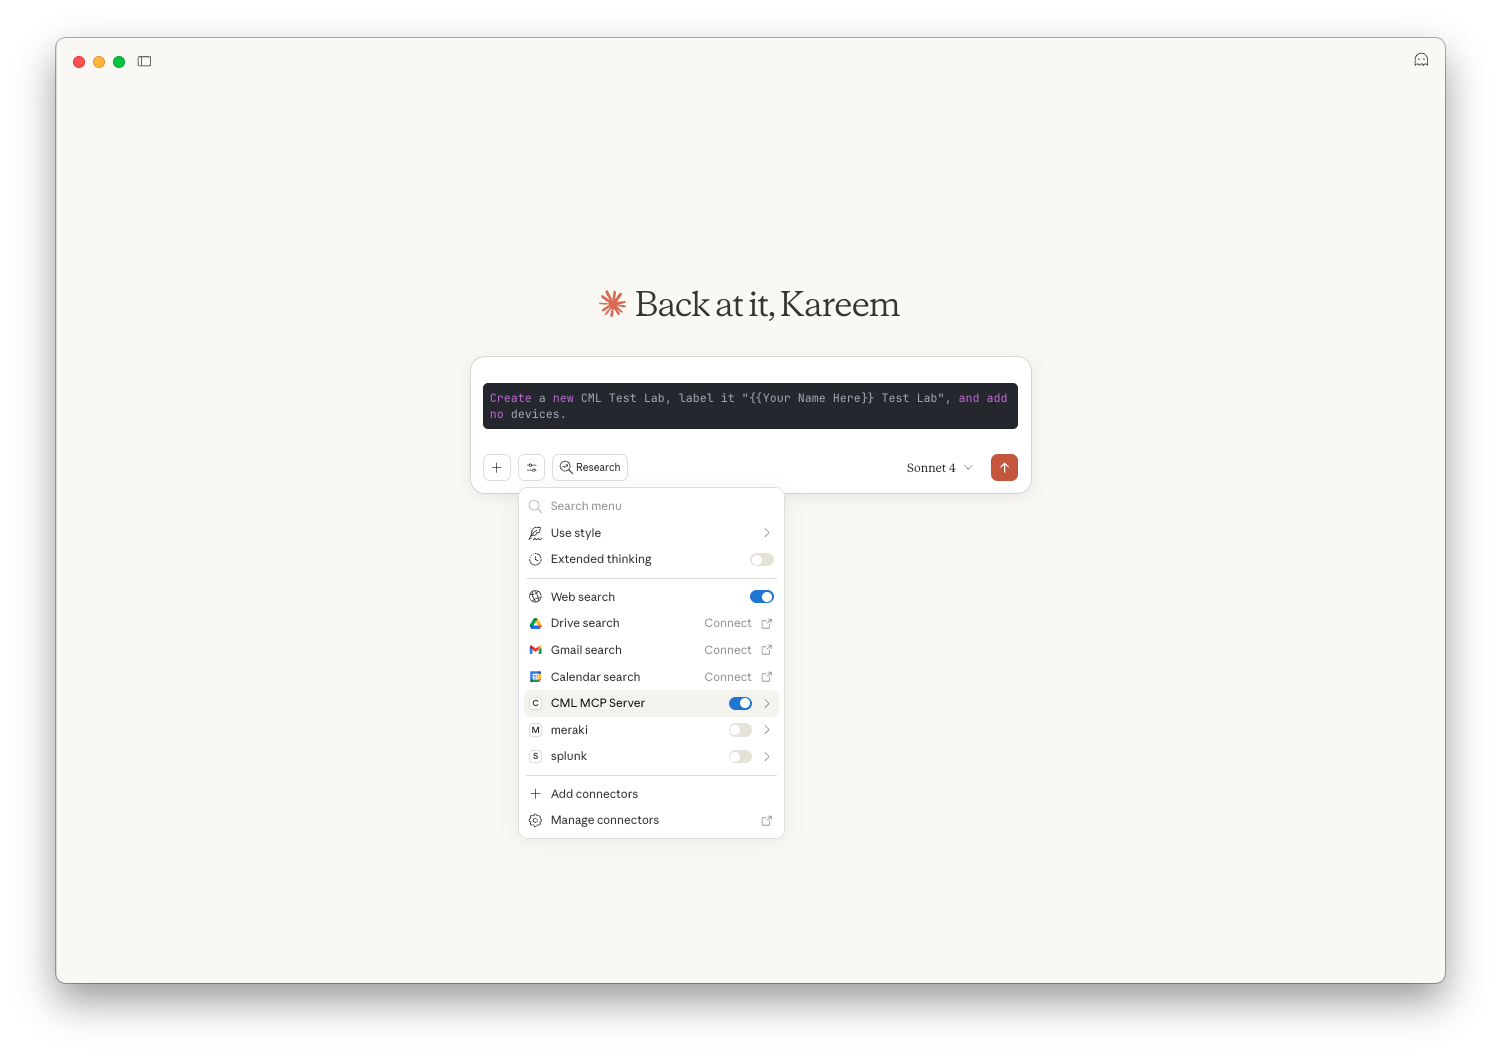 Back at it, Kareem
Create a new CML Test Lab, label it "{{Your Name Here}} Test Lab", and add
no devices.
Research
Sonnet 4
Search menu
Use style
Extended thinking
Web search
Drive search Connect
Gmail search Connect
Calendar search Connect
C CML MCP Server
M meraki
S splunk
Add connectors
Manage connectors